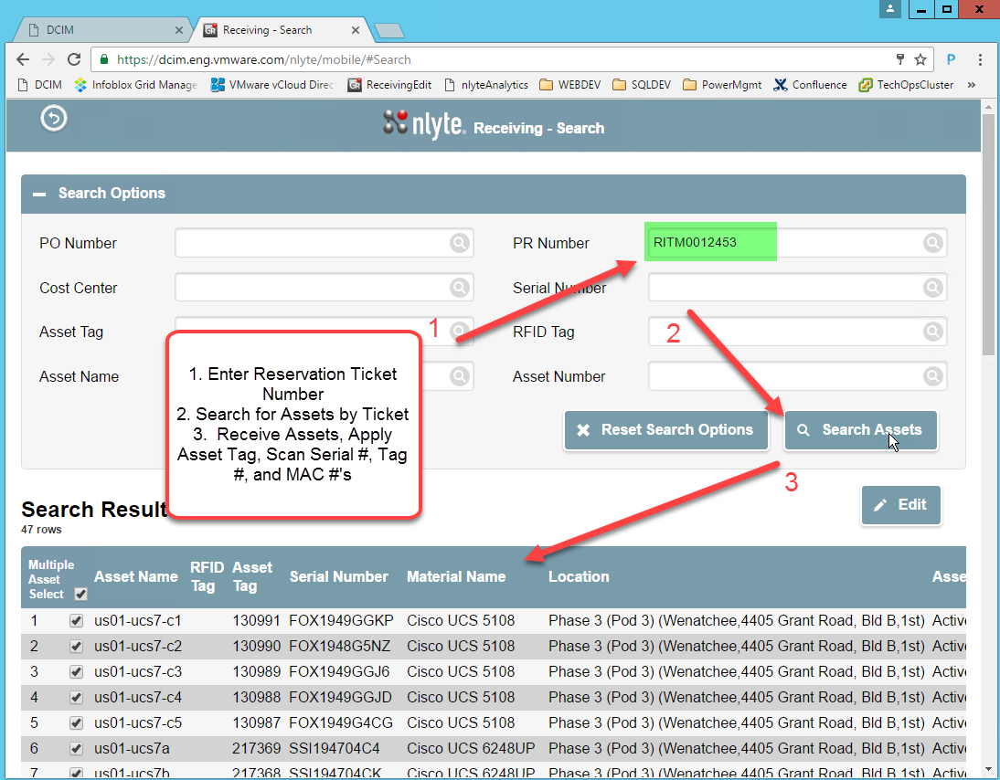 DCIM
Receiving - Search
https://dcim.eng.vmware.com/nlyte/mobile/#Search
DCIM Infoblox Grid Manage VMware vCloud Direc ReceivingEdit nlyteAnalytics WEBDEV SQLDEV PowerMgmt Confluence TechOpsCluster »
nlyte. Receiving - Search
Search Options
PO Number
PR Number RITM0012453
Cost Center
Serial Number
1
Asset Tag
RFID Tag
2
Asset Name
Asset Number
1. Enter Reservation Ticket
Number
2. Search for Assets by Ticket
3. Receive Assets, Apply
Asset Tag, Scan Serial #, Tag
#, and MAC #'s
Reset Search Options
Search Assets
3
Search Result
47 rows
Edit
Multiple Asset Select Asset Name RFID Tag Asset Tag Serial Number Material Name Location Asse
1 us01-ucs7-c1 130991 FOX1949GGKP Cisco UCS 5108 Phase 3 (Pod 3) (Wenatchee,4405 Grant Road, Bld B,1st) Active
2 us01-ucs7-c2 130990 FOX1948G5NZ Cisco UCS 5108 Phase 3 (Pod 3) (Wenatchee,4405 Grant Road, Bld B,1st) Active
3 us01-ucs7-c3 130989 FOX1949GGJ6 Cisco UCS 5108 Phase 3 (Pod 3) (Wenatchee,4405 Grant Road, Bld B,1st) Active
4 us01-ucs7-c4 130988 FOX1949GGJD Cisco UCS 5108 Phase 3 (Pod 3) (Wenatchee,4405 Grant Road, Bld B,1st) Active
5 us01-ucs7-c5 130987 FOX1949G4CG Cisco UCS 5108 Phase 3 (Pod 3) (Wenatchee,4405 Grant Road, Bld B,1st) Active
6 us01-ucs7a 217369 SSI194704C4 Cisco UCS 6248UP Phase 3 (Pod 3) (Wenatchee,4405 Grant Road, Bld B,1st) Active
7 us01-ucs7b 217368 SSI194704CK Cisco UCS 6248UP Phase 3 (Pod 3) (Wenatchee,4405 Grant Road, Bld B,1st) Active